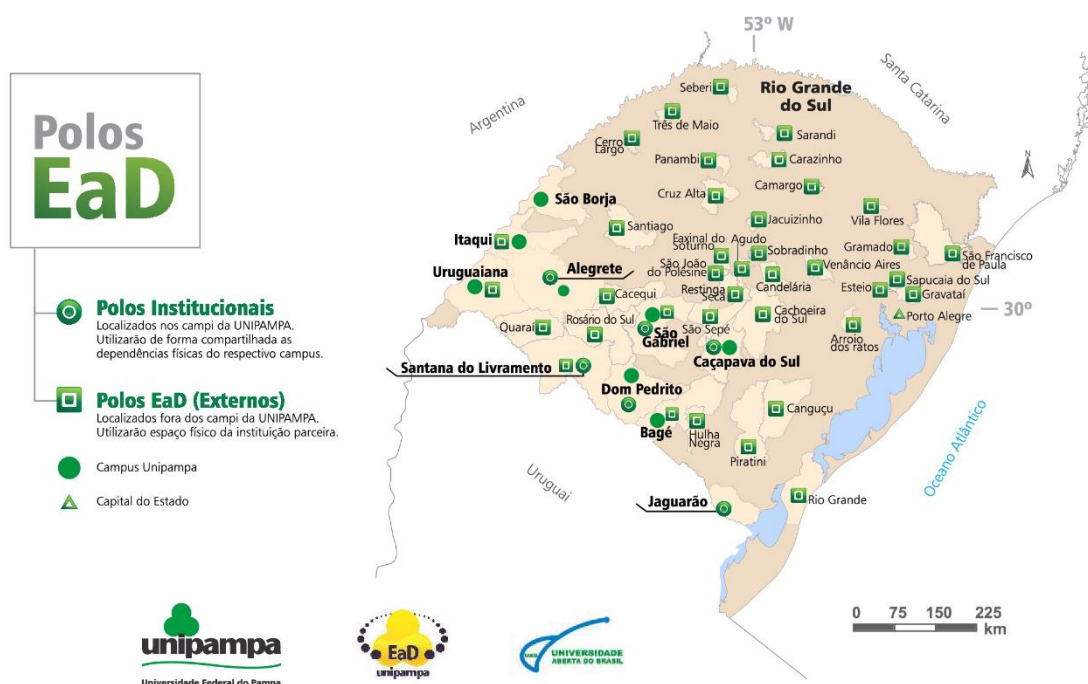 Polos
EaD
Polos Institucionais
Localizados nos campi da UNIPAMPA.
Utilizarão de forma compartilhada as
dependências físicas do respectivo campus.
Polos EaD (Externos)
Localizados fora dos campi da UNIPAMPA.
Utilizarão espaço físico da instituição parceira.
Campus Unipampa
Capital do Estado
53º W
Argentina
Santa Catarina
Rio Grande
do Sul
N
Seberi
Três de Maio
Cerro
Largo
Sarandi
Panambi
Carazinho
Cruz Alta
Camargo
São Borja
Vila Flores
Santiago
Jacuizinho
Itaqui
Faxinal do
Soturno
Agudo
Sobradinho
Gramado
São Francisco
de Paula
Uruguaiana
Alegrete
São João
do Polesine
Venâncio Aires
Candelária
Sapucaia do Sul
Esteio
Gravataí
Cacequi
Restinga
Seca
30º
Quaraí
Rosário do Sul
São
Gabriel
São Sepé
Cachoeira
do Sul
Porto Alegre
Arroio
dos ratos
Santana do Livramento
Caçapava do Sul
Dom Pedrito
Bagé
Hulha
Negra
Canguçu
Piratini
Uruguai
Oceano Atlântico
Jaguarão
Rio Grande
0 75 150 225
km
unipampa
Universidade Federal do Pampa
EaD
unipampa
UNIVERSIDADE
ABERTA DO BRASIL